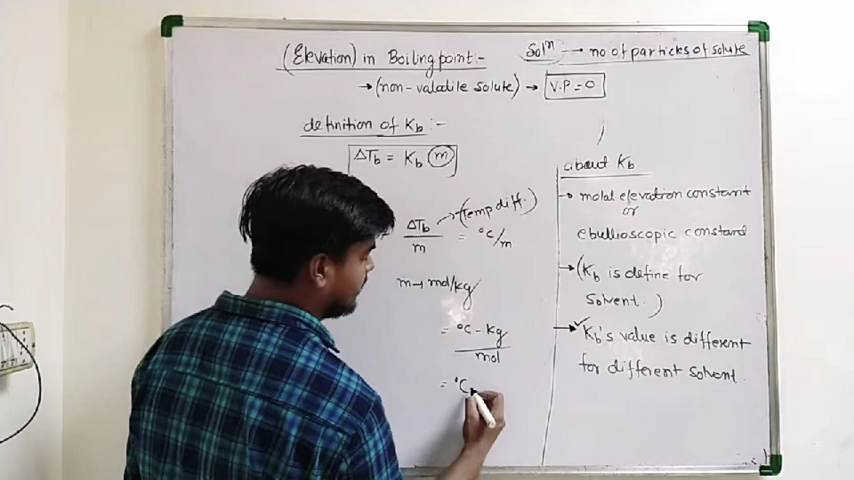 (Elevation) in Boiling point:-
Solⁿ → no of particles of solute
→ (non-valatile solute) → V.P = 0
definition of Kb :-
ΔTb = Kb m
ΔTb/m → (Temp diff.)
= °C/m
m → mol/kg
= °C - kg
mol
= °C
about Kb
→ molal elevation constant
or
ebullioscopic constand
→ (Kb is define for
solvent.)
→ Kb's value is different
for different solvent.